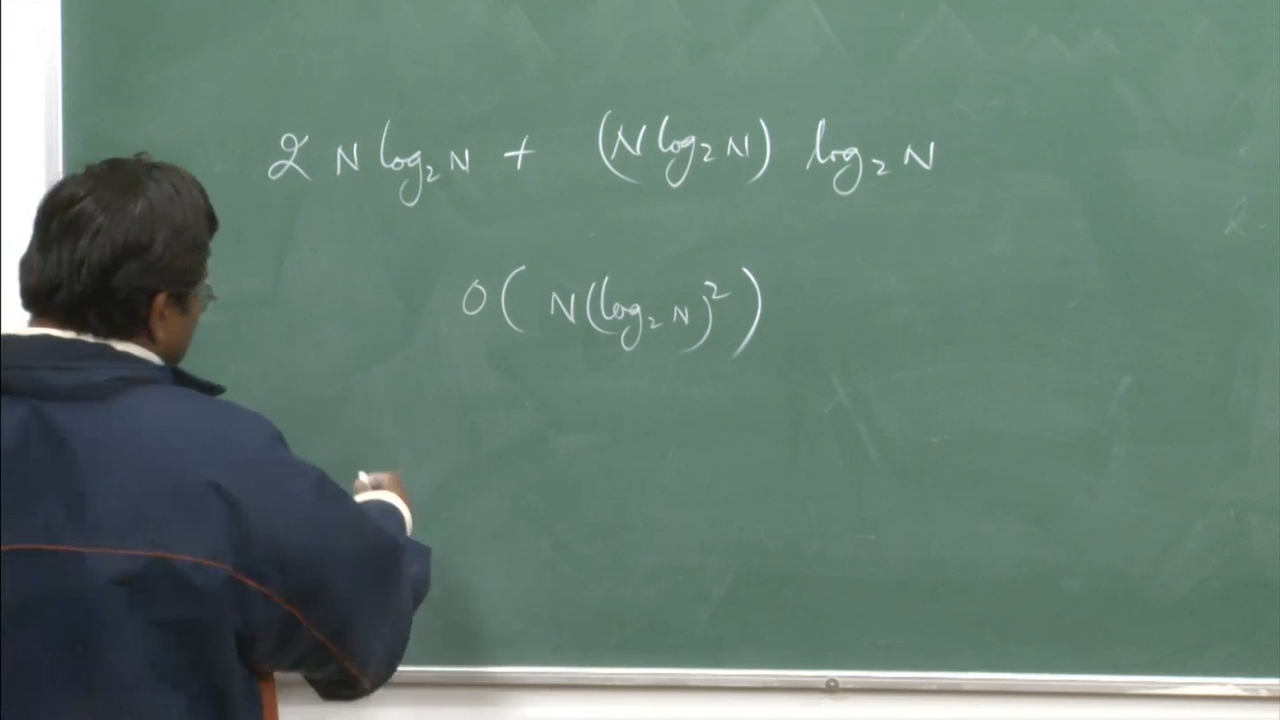 2 N log₂ N + (N log₂ N) log₂ N
O( N(log₂ N)² )